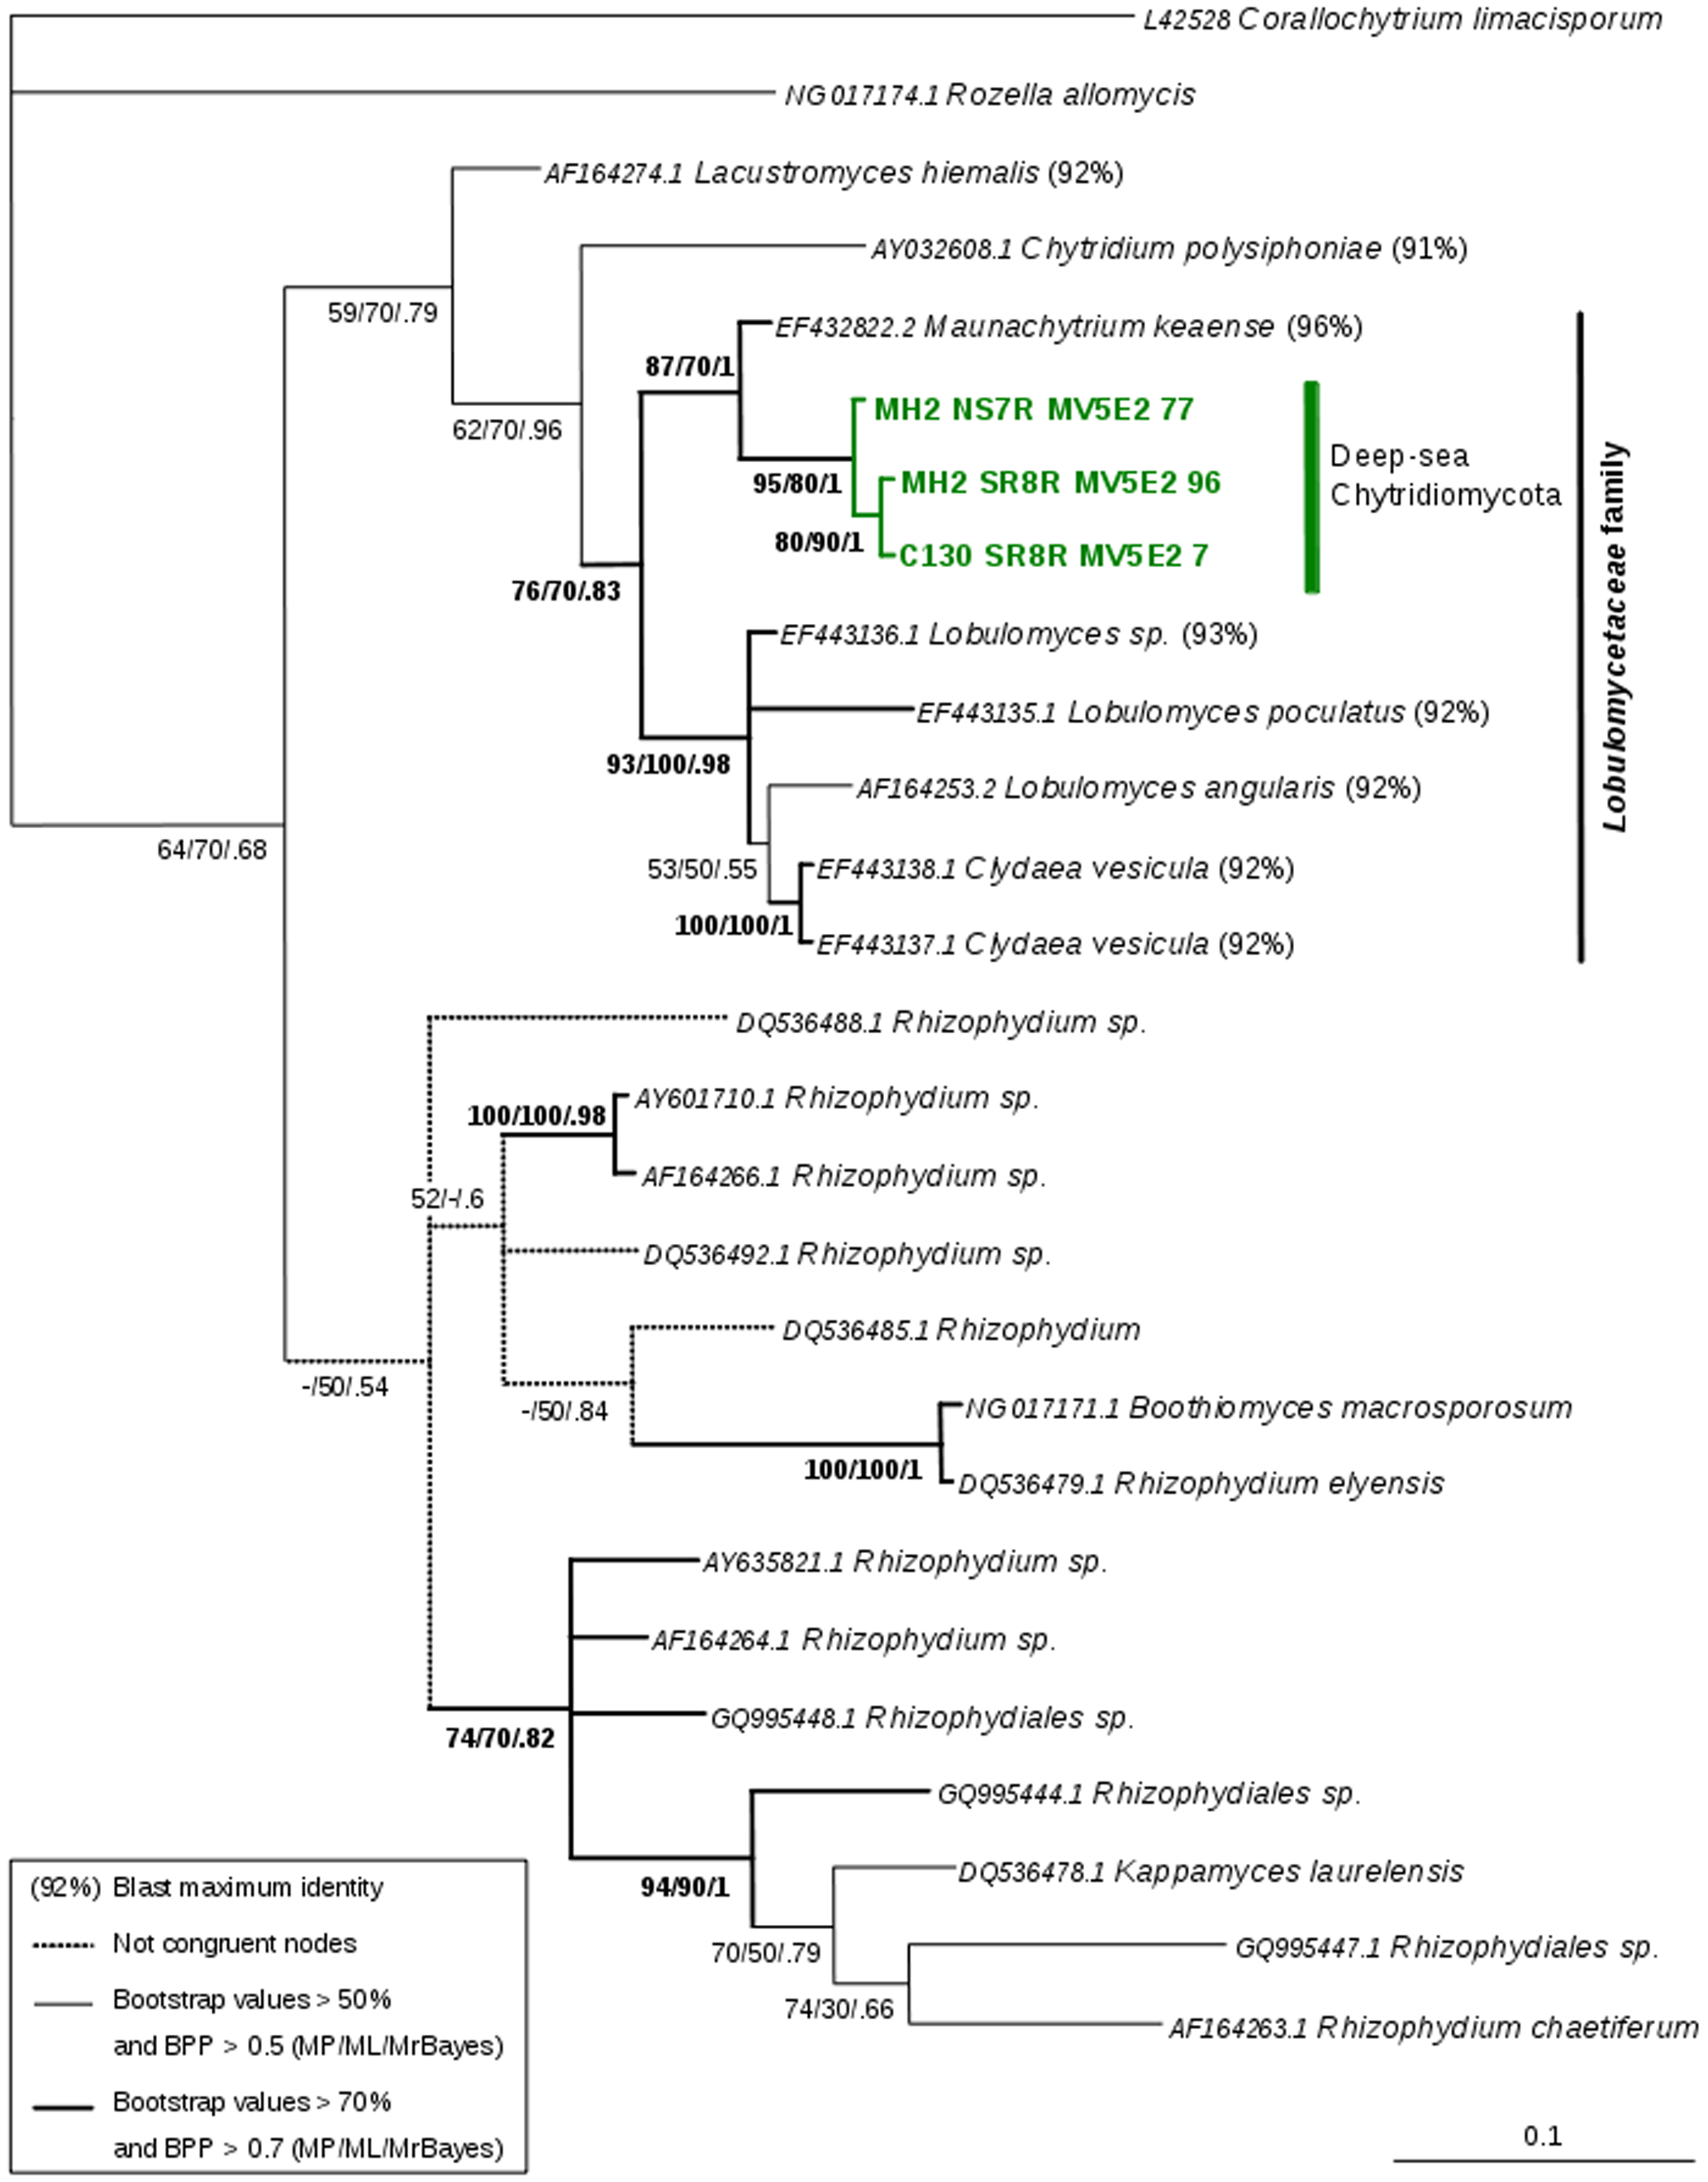 L42528 Corallochytrium limacisporum
NG017174.1 Rozella allomycis
AF164274.1 Lacustromyces hiemalis (92%)
AY032608.1 Chytridium polysiphoniae (91%)
59/70/.79
EF432822.2 Maunachytrium keaense (96%)
87/70/1
MH2 NS7R MV5E2 77
62/70/.96
Deep-sea
Chytridiomycota
MH2 SR8R MV5E2 96
95/80/1
80/90/1
C130 SR8R MV5E2 7
76/70/.83
Lobulomycetaceae family
EF443136.1 Lobulomyces sp. (93%)
EF443135.1 Lobulomyces poculatus (92%)
93/100/.98
AF164253.2 Lobulomyces angularis (92%)
64/70/.68
53/50/.55
EF443138.1 Clydaea vesicula (92%)
100/100/1
EF443137.1 Clydaea vesicula (92%)
DQ536488.1 Rhizophydium sp.
AY601710.1 Rhizophydium sp.
100/100/.98
AF164266.1 Rhizophydium sp.
52/-/.6
DQ536492.1 Rhizophydium sp.
DQ536485.1 Rhizophydium
-/50/.54
-/50/.84
NG017171.1 Boothiomyces macrosporosum
100/100/1
DQ536479.1 Rhizophydium elyensis
AY635821.1 Rhizophydium sp.
AF164264.1 Rhizophydium sp.
GQ995448.1 Rhizophydiales sp.
74/70/.82
GQ995444.1 Rhizophydiales sp.
DQ536478.1 Kappamyces laurelensis
94/90/1
GQ995447.1 Rhizophydiales sp.
70/50/.79
74/30/.66
AF164263.1 Rhizophydium chaetiferum
(92%) Blast maximum identity
Not congruent nodes
Bootstrap values > 50%
and BPP > 0.5 (MP/ML/MrBayes)
Bootstrap values > 70%
and BPP > 0.7 (MP/ML/MrBayes)
0.1